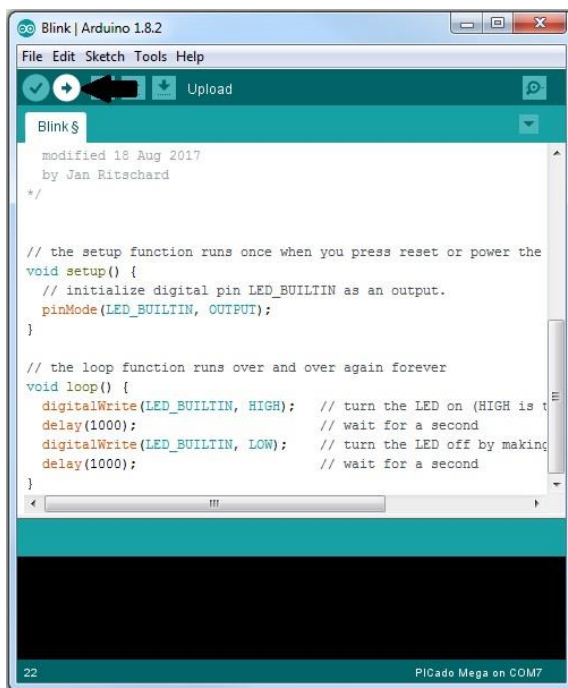 Blink | Arduino 1.8.2
File Edit Sketch Tools Help
Upload
Blink §
modified 18 Aug 2017
by Jan Ritschard
*/
// the setup function runs once when you press reset or power the
void setup() {
// initialize digital pin LED_BUILTIN as an output.
pinMode(LED_BUILTIN, OUTPUT);
}
// the loop function runs over and over again forever
void loop() {
digitalWrite(LED_BUILTIN, HIGH); // turn the LED on (HIGH is t
delay(1000); // wait for a second
digitalWrite(LED_BUILTIN, LOW); // turn the LED off by making
delay(1000); // wait for a second
}
22 PICado Mega on COM7